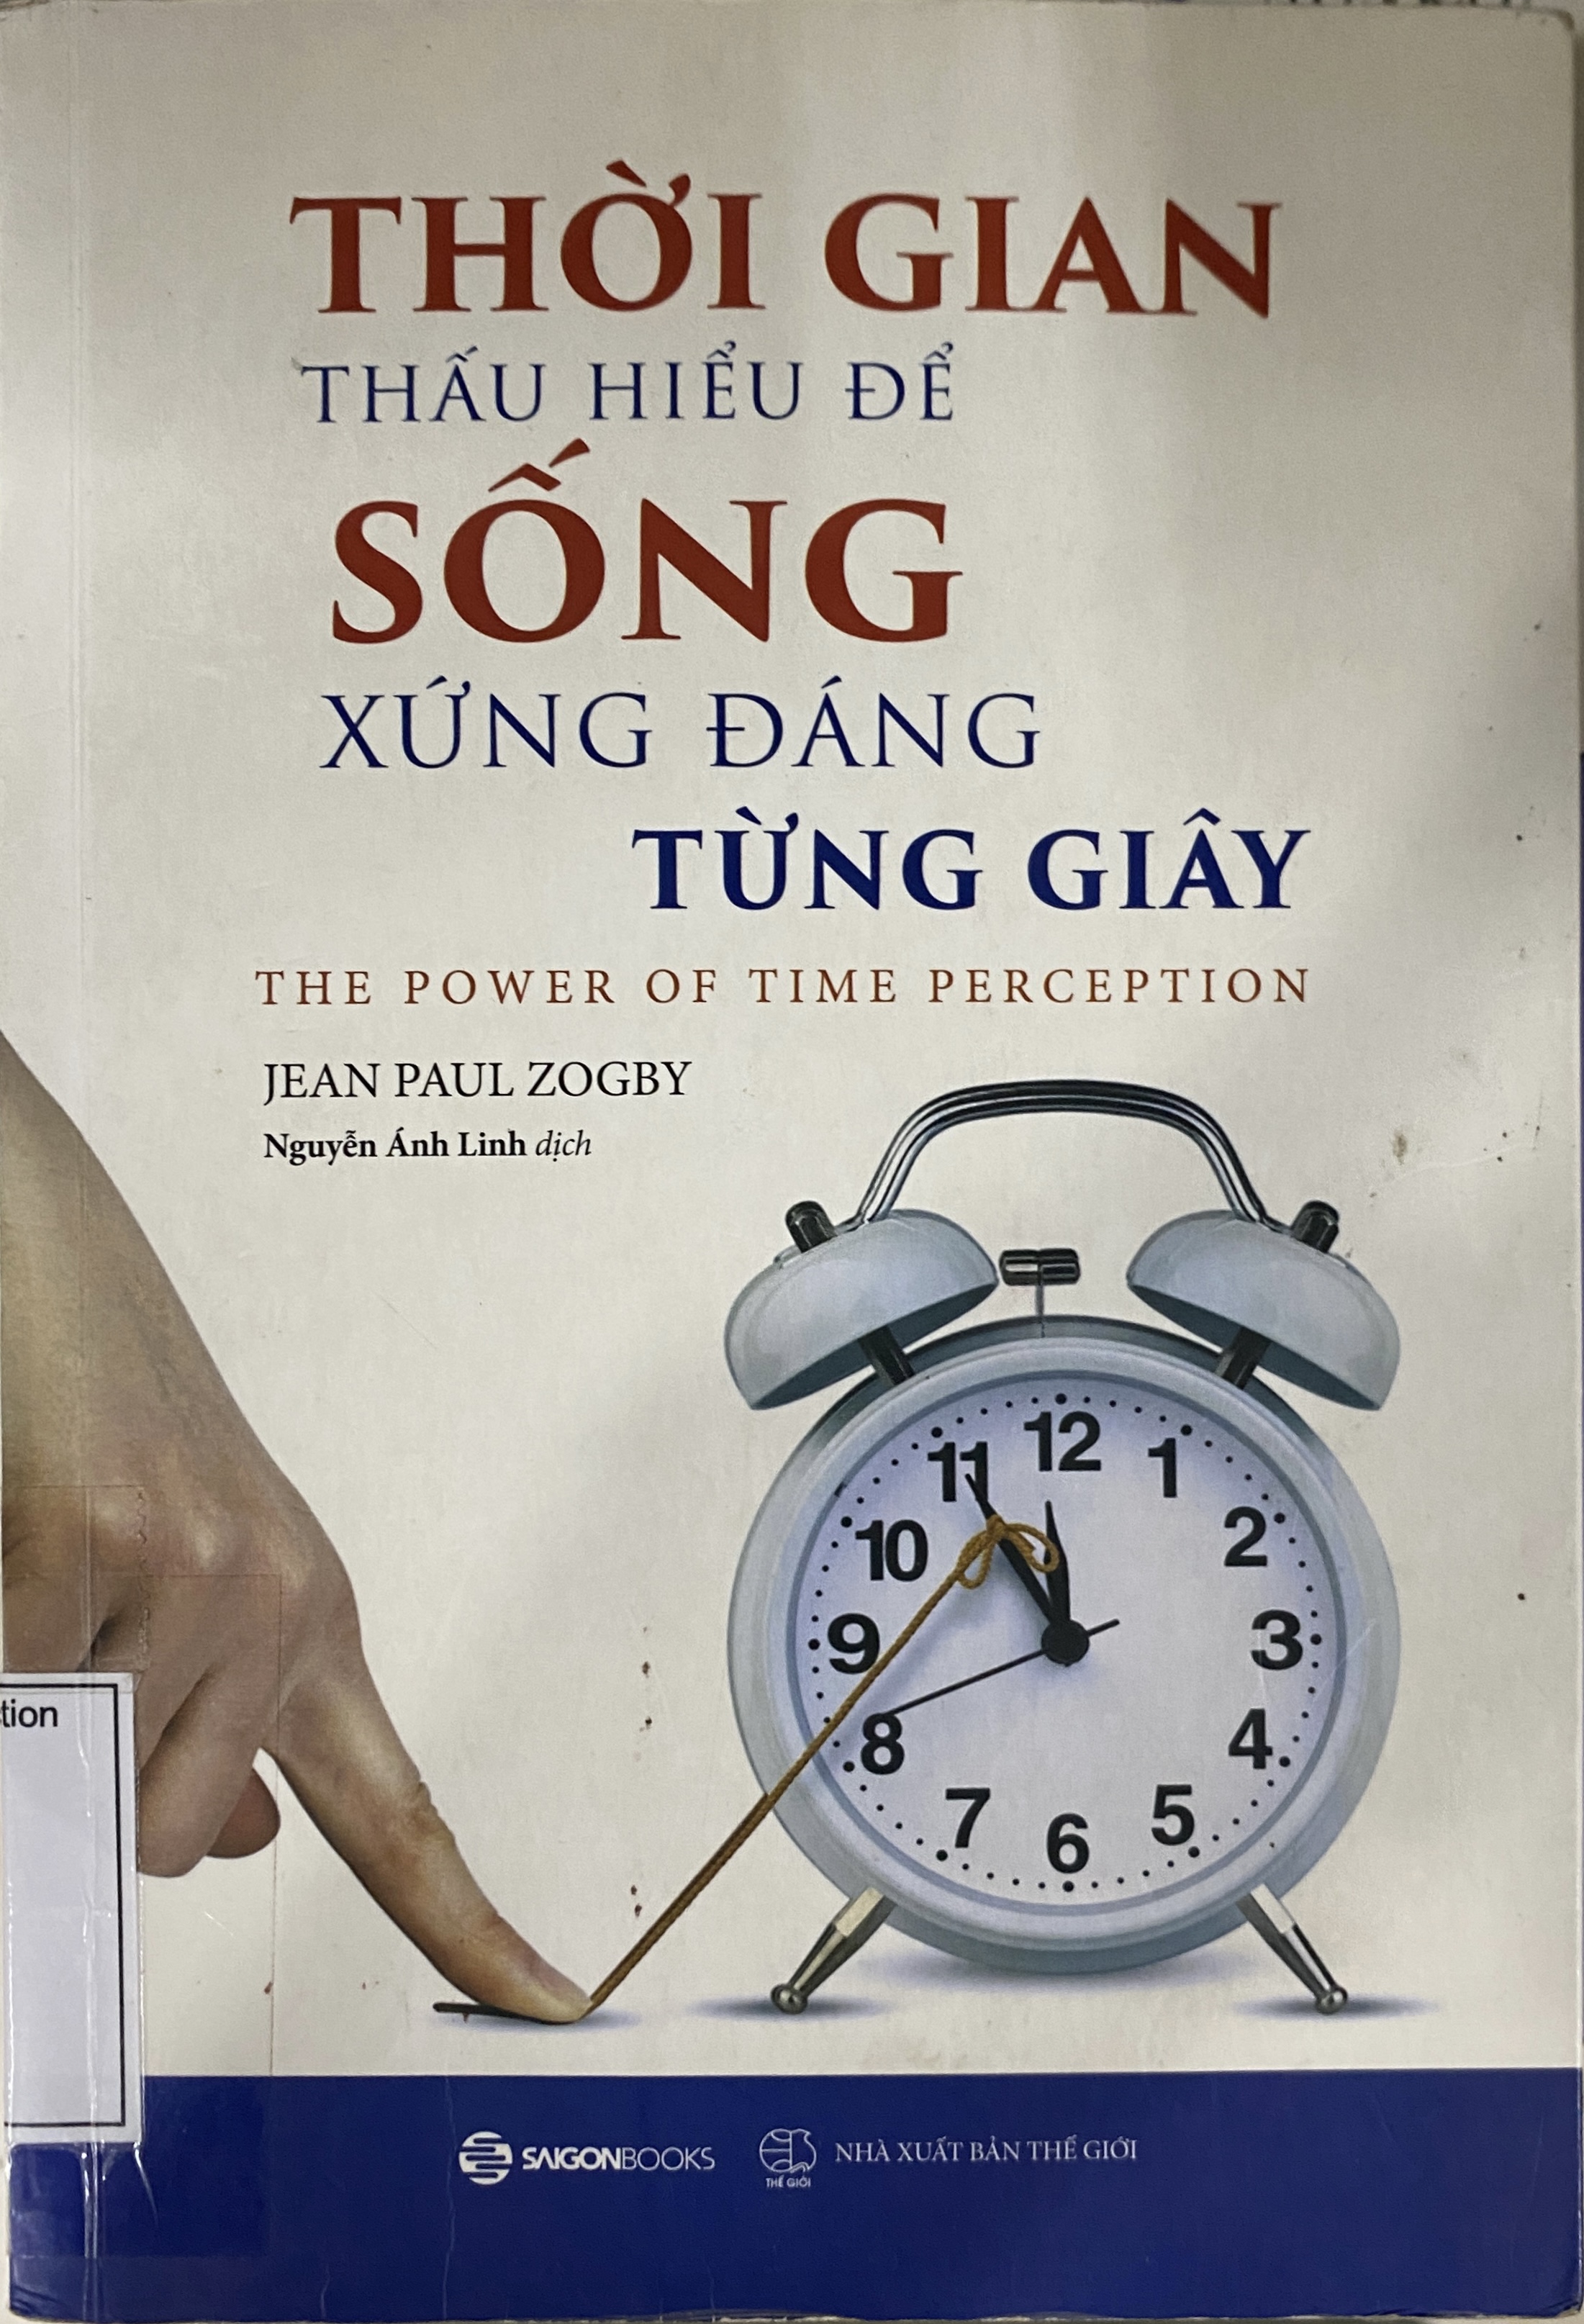 THỜI GIAN
THẤU HIỂU ĐỂ
SỐNG
XỨNG ĐÁNG
TỪNG GIÂY
THE POWER OF TIME PERCEPTION
JEAN PAUL ZOGBY
Nguyễn Ánh Linh dịch
12
11 1
10 2
9 3
8 4
7 5
6
tion
SAIGONBOOKS
THẾ GIỚI
NHÀ XUẤT BẢN THẾ GIỚI